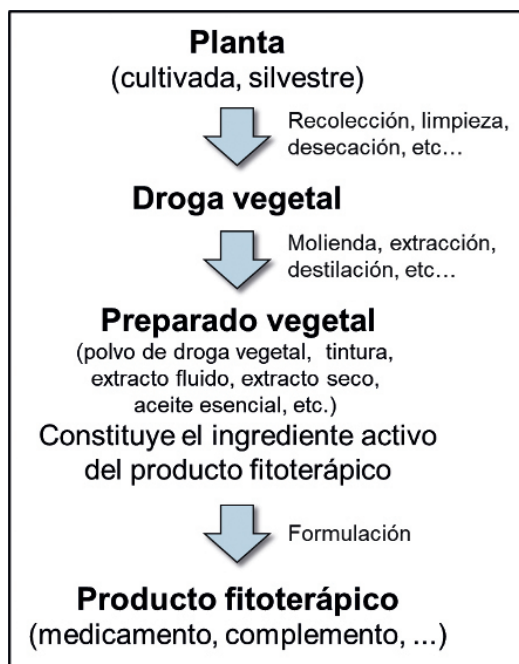 Planta
(cultivada, silvestre)
Recolección, limpieza,
desecación, etc...
Droga vegetal
Molienda, extracción,
destilación, etc...
Preparado vegetal
(polvo de droga vegetal, tintura,
extracto fluido, extracto seco,
aceite esencial, etc.)
Constituye el ingrediente activo
del producto fitoterápico
Formulación
Producto fitoterápico
(medicamento, complemento, ...)